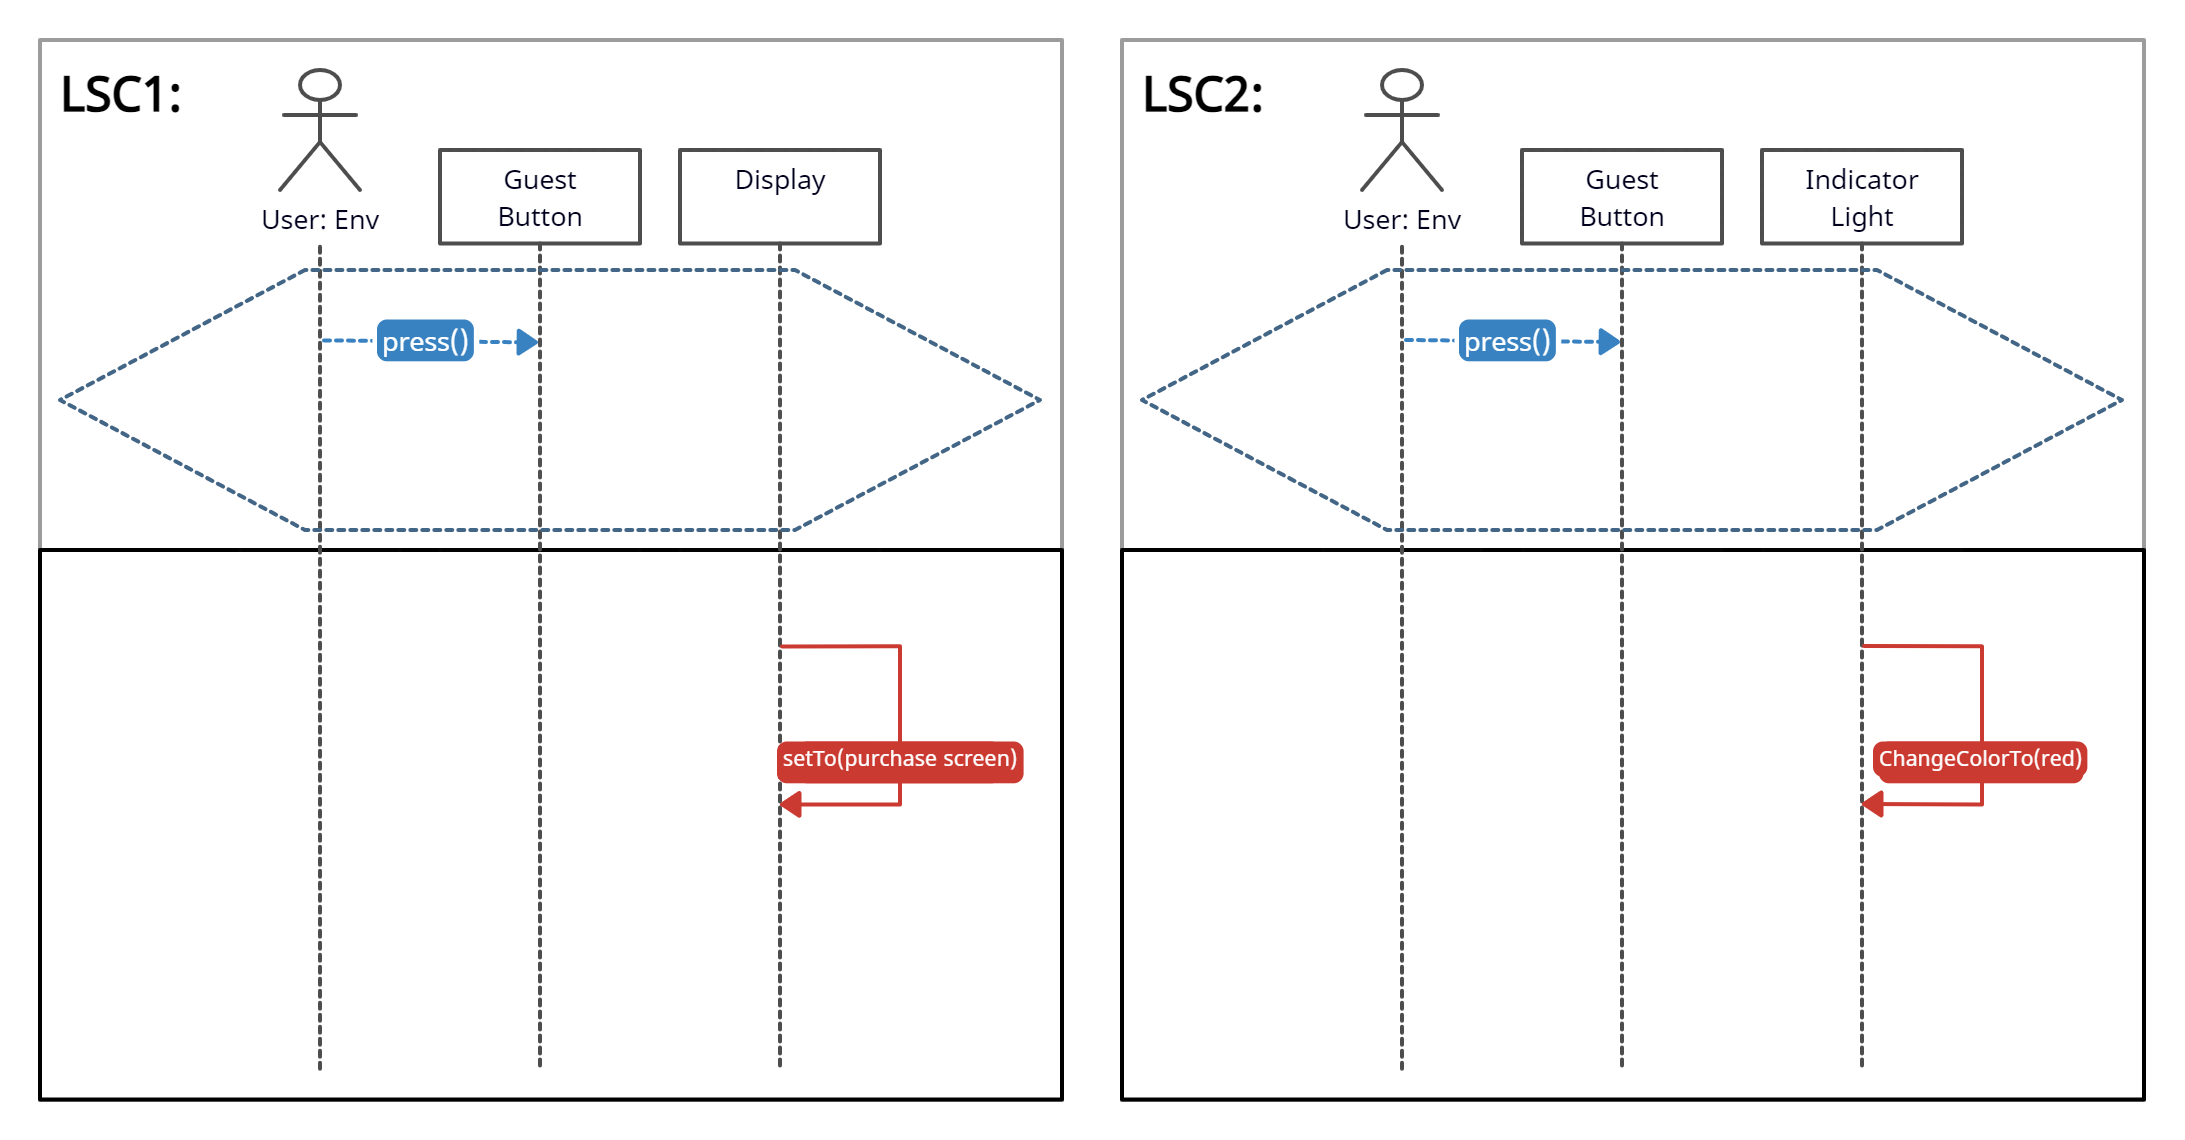 LSC1:
User: Env
Guest
Button
Display
press()
setTo(purchase screen)
LSC2:
User: Env
Guest
Button
Indicator
Light
press()
ChangeColorTo(red)